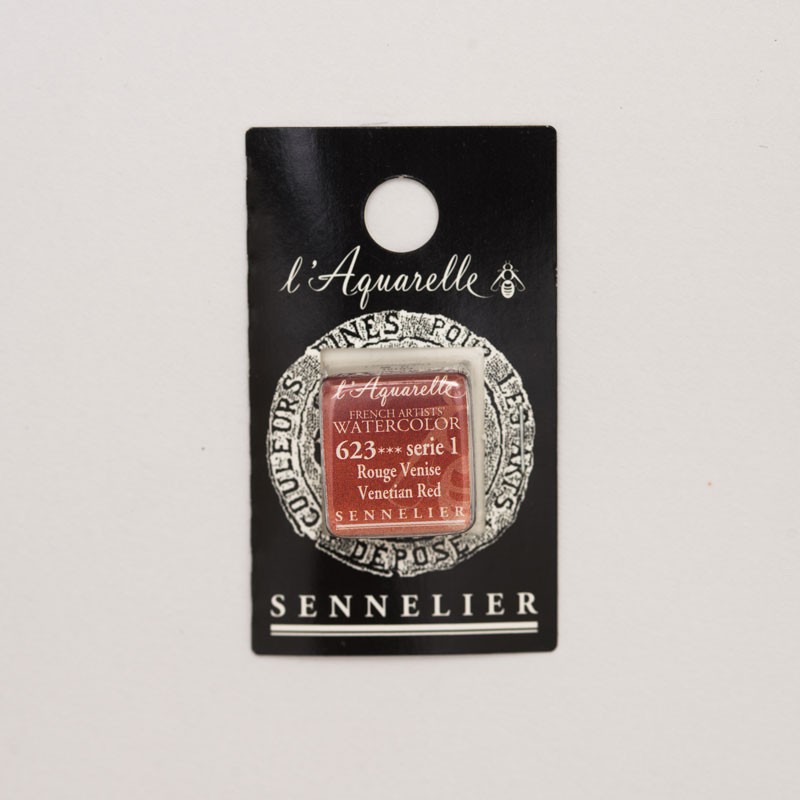 l'Aquarelle
COULEURS FINES POUR LES ARTS
DÉPOSÉ
l'Aquarelle
FRENCH ARTISTS'
WATERCOLOR
623*** serie 1
Rouge Venise
Venetian Red
SENNELIER
SENNELIER